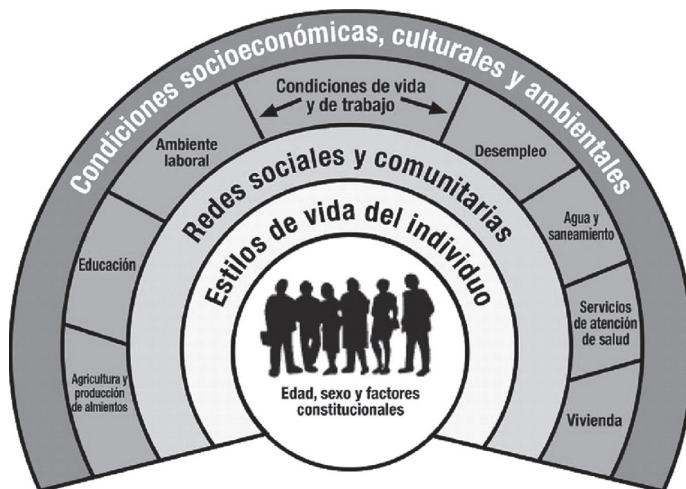 Condiciones socioeconómicas, culturales y ambientales
Condiciones de vida
y de trabajo
Ambiente
laboral
Desempleo
Educación
Agua y
saneamiento
Agricultura y
producción
de almientos
Servicios
de atención
de salud
Vivienda
Redes sociales y comunitarias
Estilos de vida del individuo
Edad, sexo y factores
constitucionales